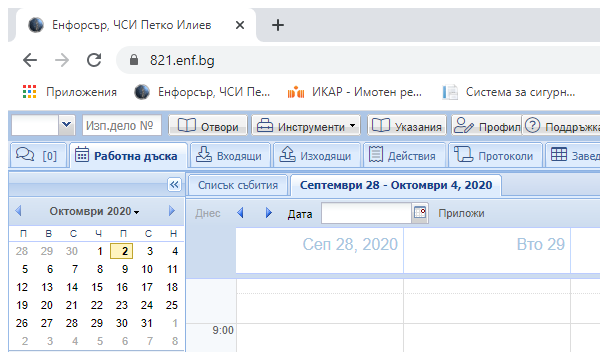 Енфорсър, ЧСИ Петко Илиев
821.enf.bg
Приложения Енфорсър, ЧСИ Пе... ИКАР - Имотен ре... Система за сигурн...
Изп.дело № Отвори Инструменти Указания Профил Поддръжка
[0] Работна дъска Входящи Изходящи Действия Протоколи Завед
Списък събития Септември 28 - Октомври 4, 2020
Октомври 2020 Днес Дата Приложи
П В С Ч П С Н
28 29 30 1 2 3 4
5 6 7 8 9 10 11
12 13 14 15 16 17 18
19 20 21 22 23 24 25
26 27 28 29 30 31 1
2 3 4 5 6 7 8
Сеп 28, 2020 Вто 29
9:00